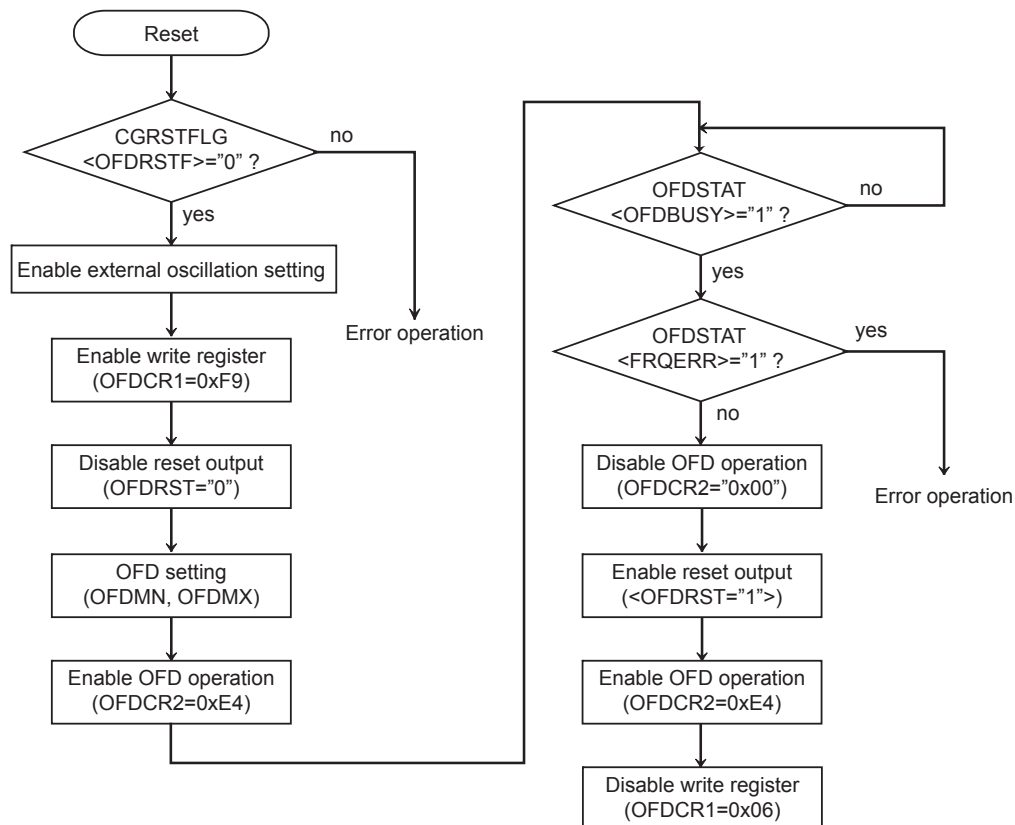 Reset
CGRSTFLG
<OFDRSTF>="0" ?
no
yes
Enable external oscillation setting
Error operation
Enable write register
(OFDCR1=0xF9)
Disable reset output
(OFDRST="0")
OFD setting
(OFDMN, OFDMX)
Enable OFD operation
(OFDCR2=0xE4)
OFDSTAT
<OFDBUSY>="1" ?
no
yes
OFDSTAT
<FRQERR>="1" ?
yes
no
Error operation
Disable OFD operation
(OFDCR2="0x00")
Enable reset output
(<OFDRST="1">)
Enable OFD operation
(OFDCR2=0xE4)
Disable write register
(OFDCR1=0x06)